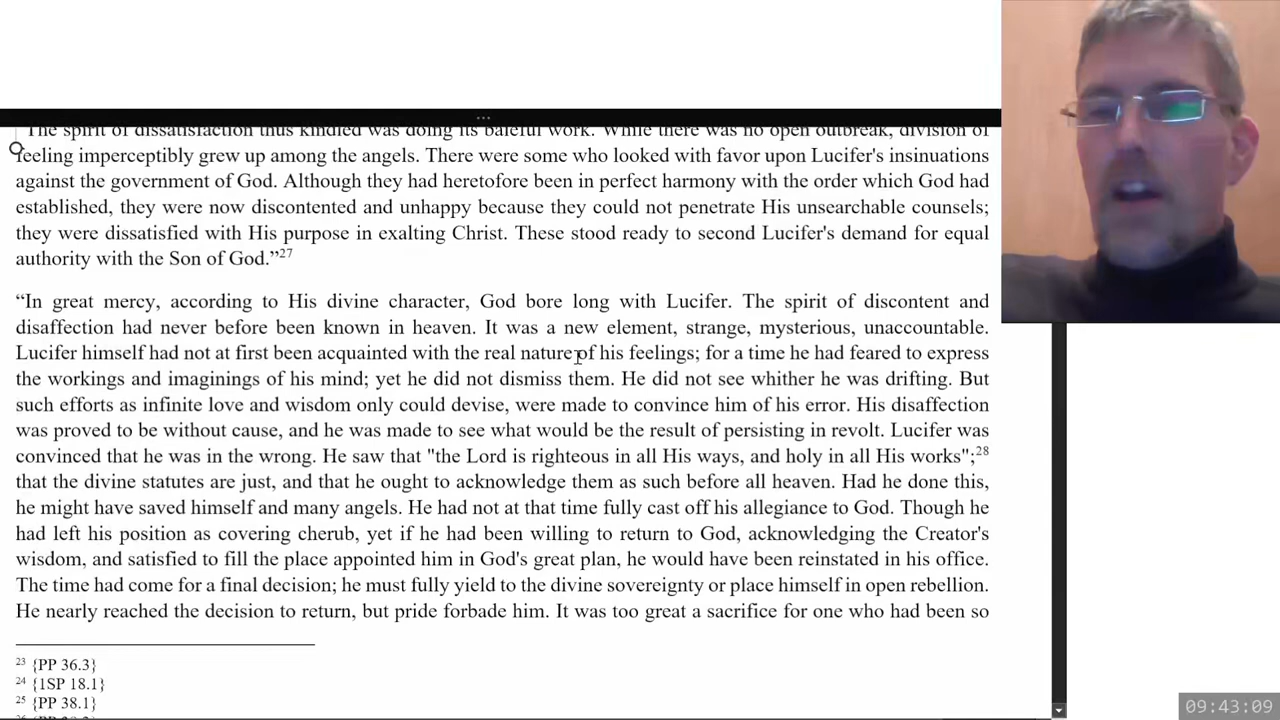 The spirit of dissatisfaction thus kindled was doing its baleful work. While there was no open outbreak, division of
feeling imperceptibly grew up among the angels. There were some who looked with favor upon Lucifer's insinuations
against the government of God. Although they had heretofore been in perfect harmony with the order which God had
established, they were now discontented and unhappy because they could not penetrate His unsearchable counsels;
they were dissatisfied with His purpose in exalting Christ. These stood ready to second Lucifer's demand for equal
authority with the Son of God.”27
“In great mercy, according to His divine character, God bore long with Lucifer. The spirit of discontent and
disaffection had never before been known in heaven. It was a new element, strange, mysterious, unaccountable.
Lucifer himself had not at first been acquainted with the real nature of his feelings; for a time he had feared to express
the workings and imaginings of his mind; yet he did not dismiss them. He did not see whither he was drifting. But
such efforts as infinite love and wisdom only could devise, were made to convince him of his error. His disaffection
was proved to be without cause, and he was made to see what would be the result of persisting in revolt. Lucifer was
convinced that he was in the wrong. He saw that "the Lord is righteous in all His ways, and holy in all His works";28
that the divine statutes are just, and that he ought to acknowledge them as such before all heaven. Had he done this,
he might have saved himself and many angels. He had not at that time fully cast off his allegiance to God. Though he
had left his position as covering cherub, yet if he had been willing to return to God, acknowledging the Creator's
wisdom, and satisfied to fill the place appointed him in God's great plan, he would have been reinstated in his office.
The time had come for a final decision; he must fully yield to the divine sovereignty or place himself in open rebellion.
He nearly reached the decision to return, but pride forbade him. It was too great a sacrifice for one who had been so
23 {PP 36.3}
24 {1SP 18.1}
25 {PP 38.1}
09:43:09